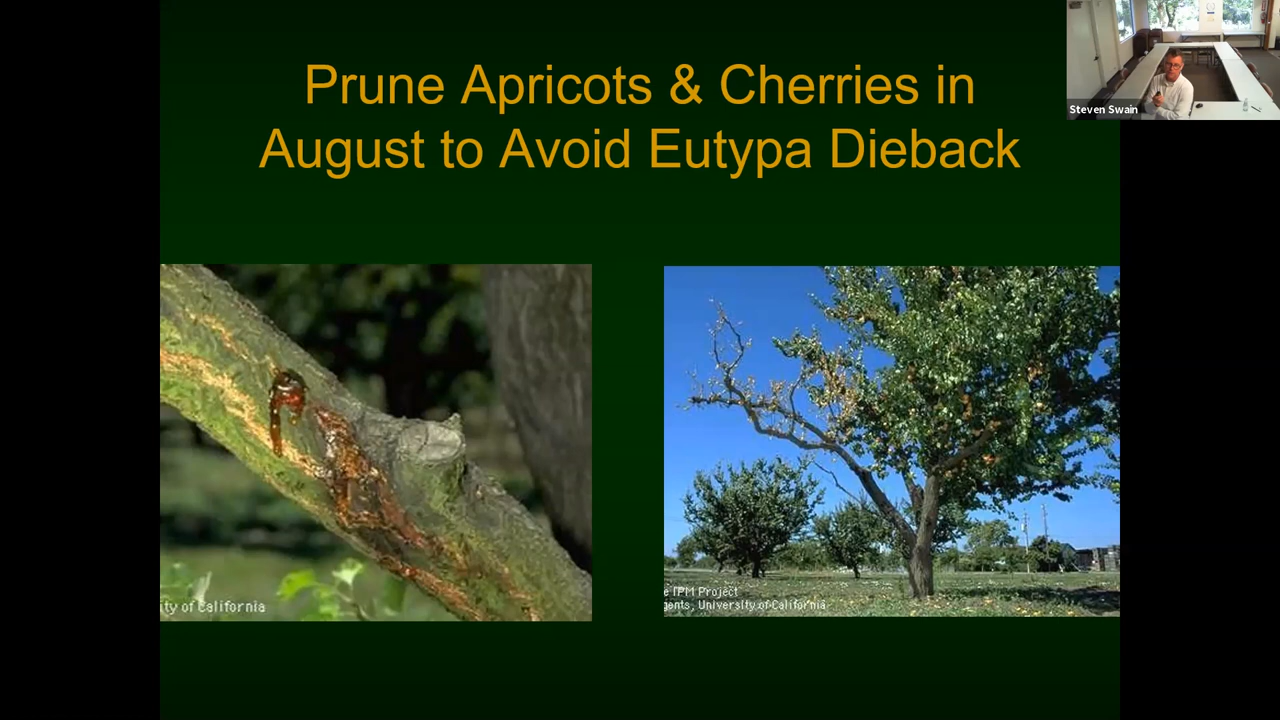 Prune Apricots & Cherries in
August to Avoid Eutypa Dieback
Steven Swain
ity of California
e IPM Project
gents, University of California